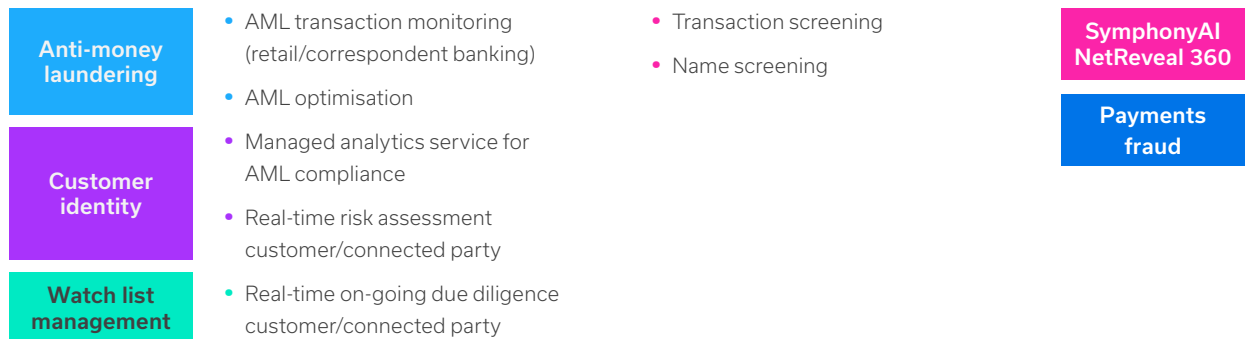 Anti-money
laundering
• AML transaction monitoring
(retail/correspondent banking)
• AML optimisation
Customer
identity
• Managed analytics service for
AML compliance
• Real-time risk assessment
customer/connected party
Watch list
management
• Real-time on-going due diligence
customer/connected party
• Transaction screening
• Name screening
SymphonyAI
NetReveal 360
Payments
fraud